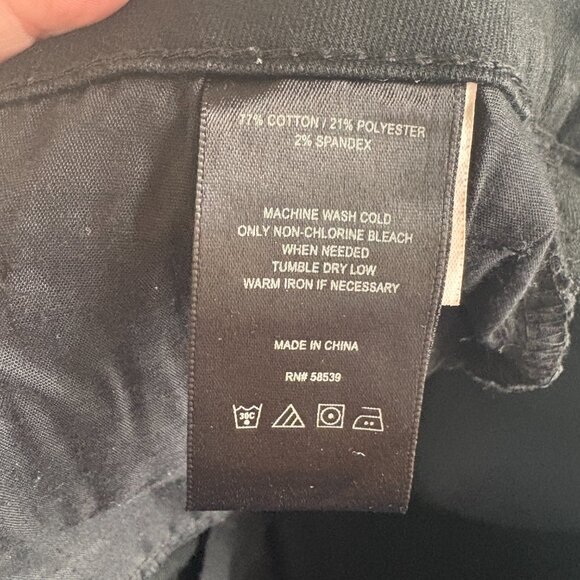 77% COTTON / 21% POLYESTER
2% SPANDEX
MACHINE WASH COLD
ONLY NON-CHLORINE BLEACH
WHEN NEEDED
TUMBLE DRY LOW
WARM IRON IF NECESSARY
MADE IN CHINA
RN# 58539
30C